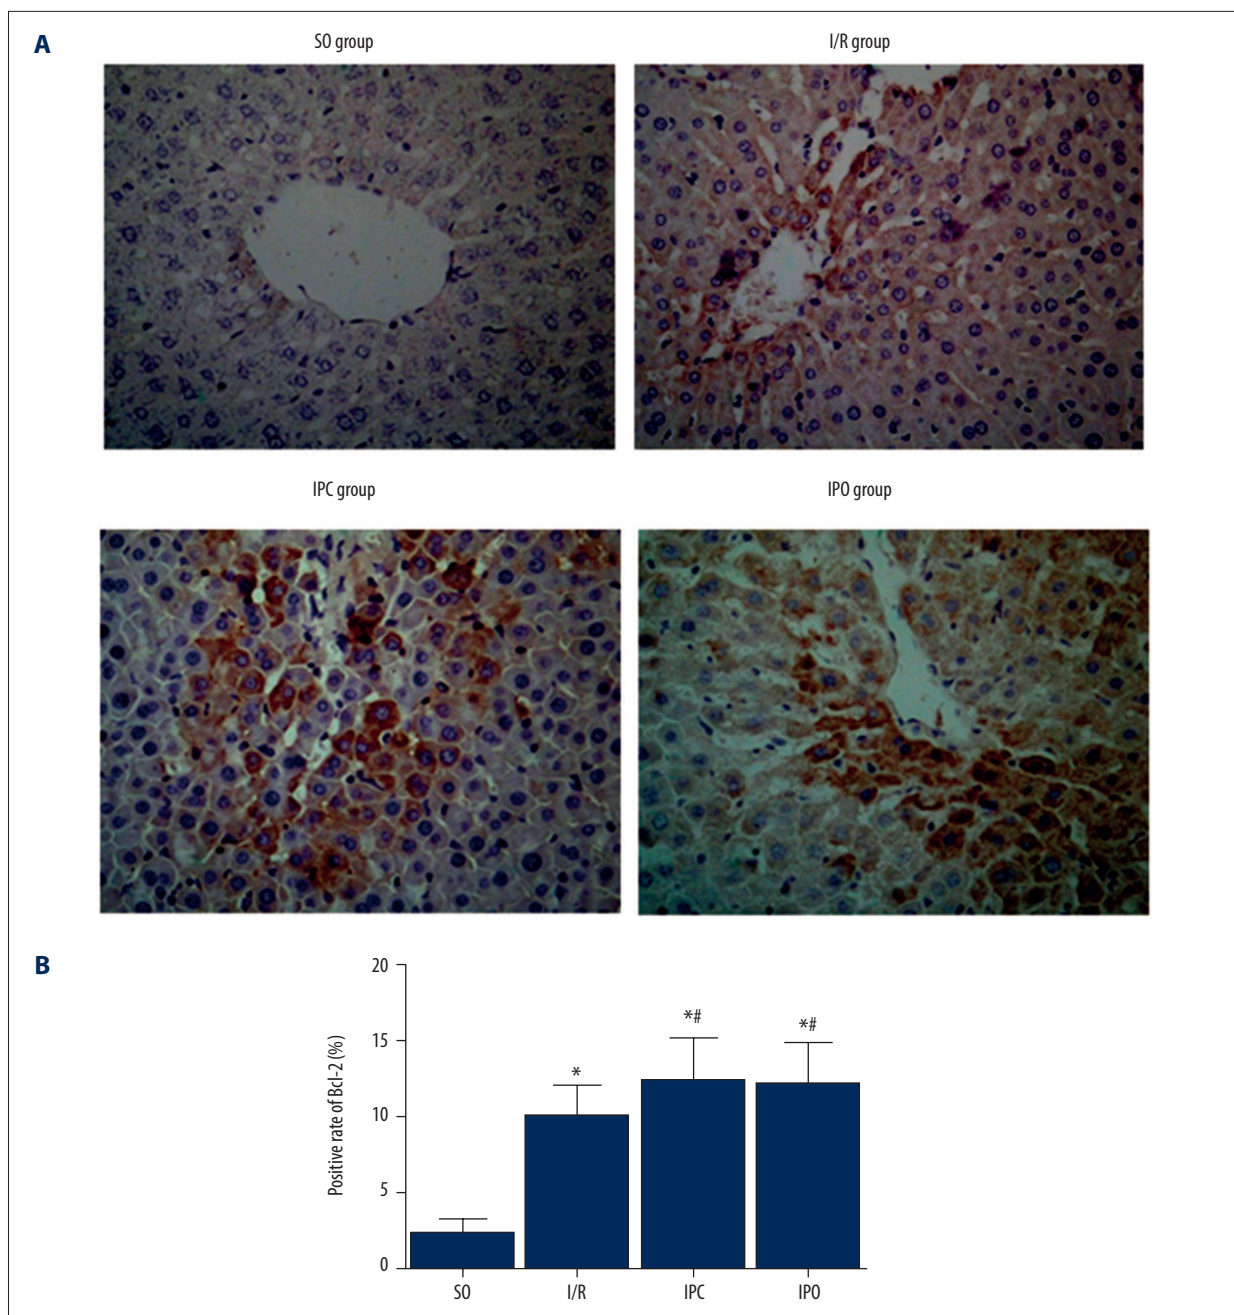 A
SO group
I/R group
IPC group
IPO group
B
Positive rate of Bcl-2 (%)
20
15
10
5
0
*
*#
*#
SO
I/R
IPC
IPO